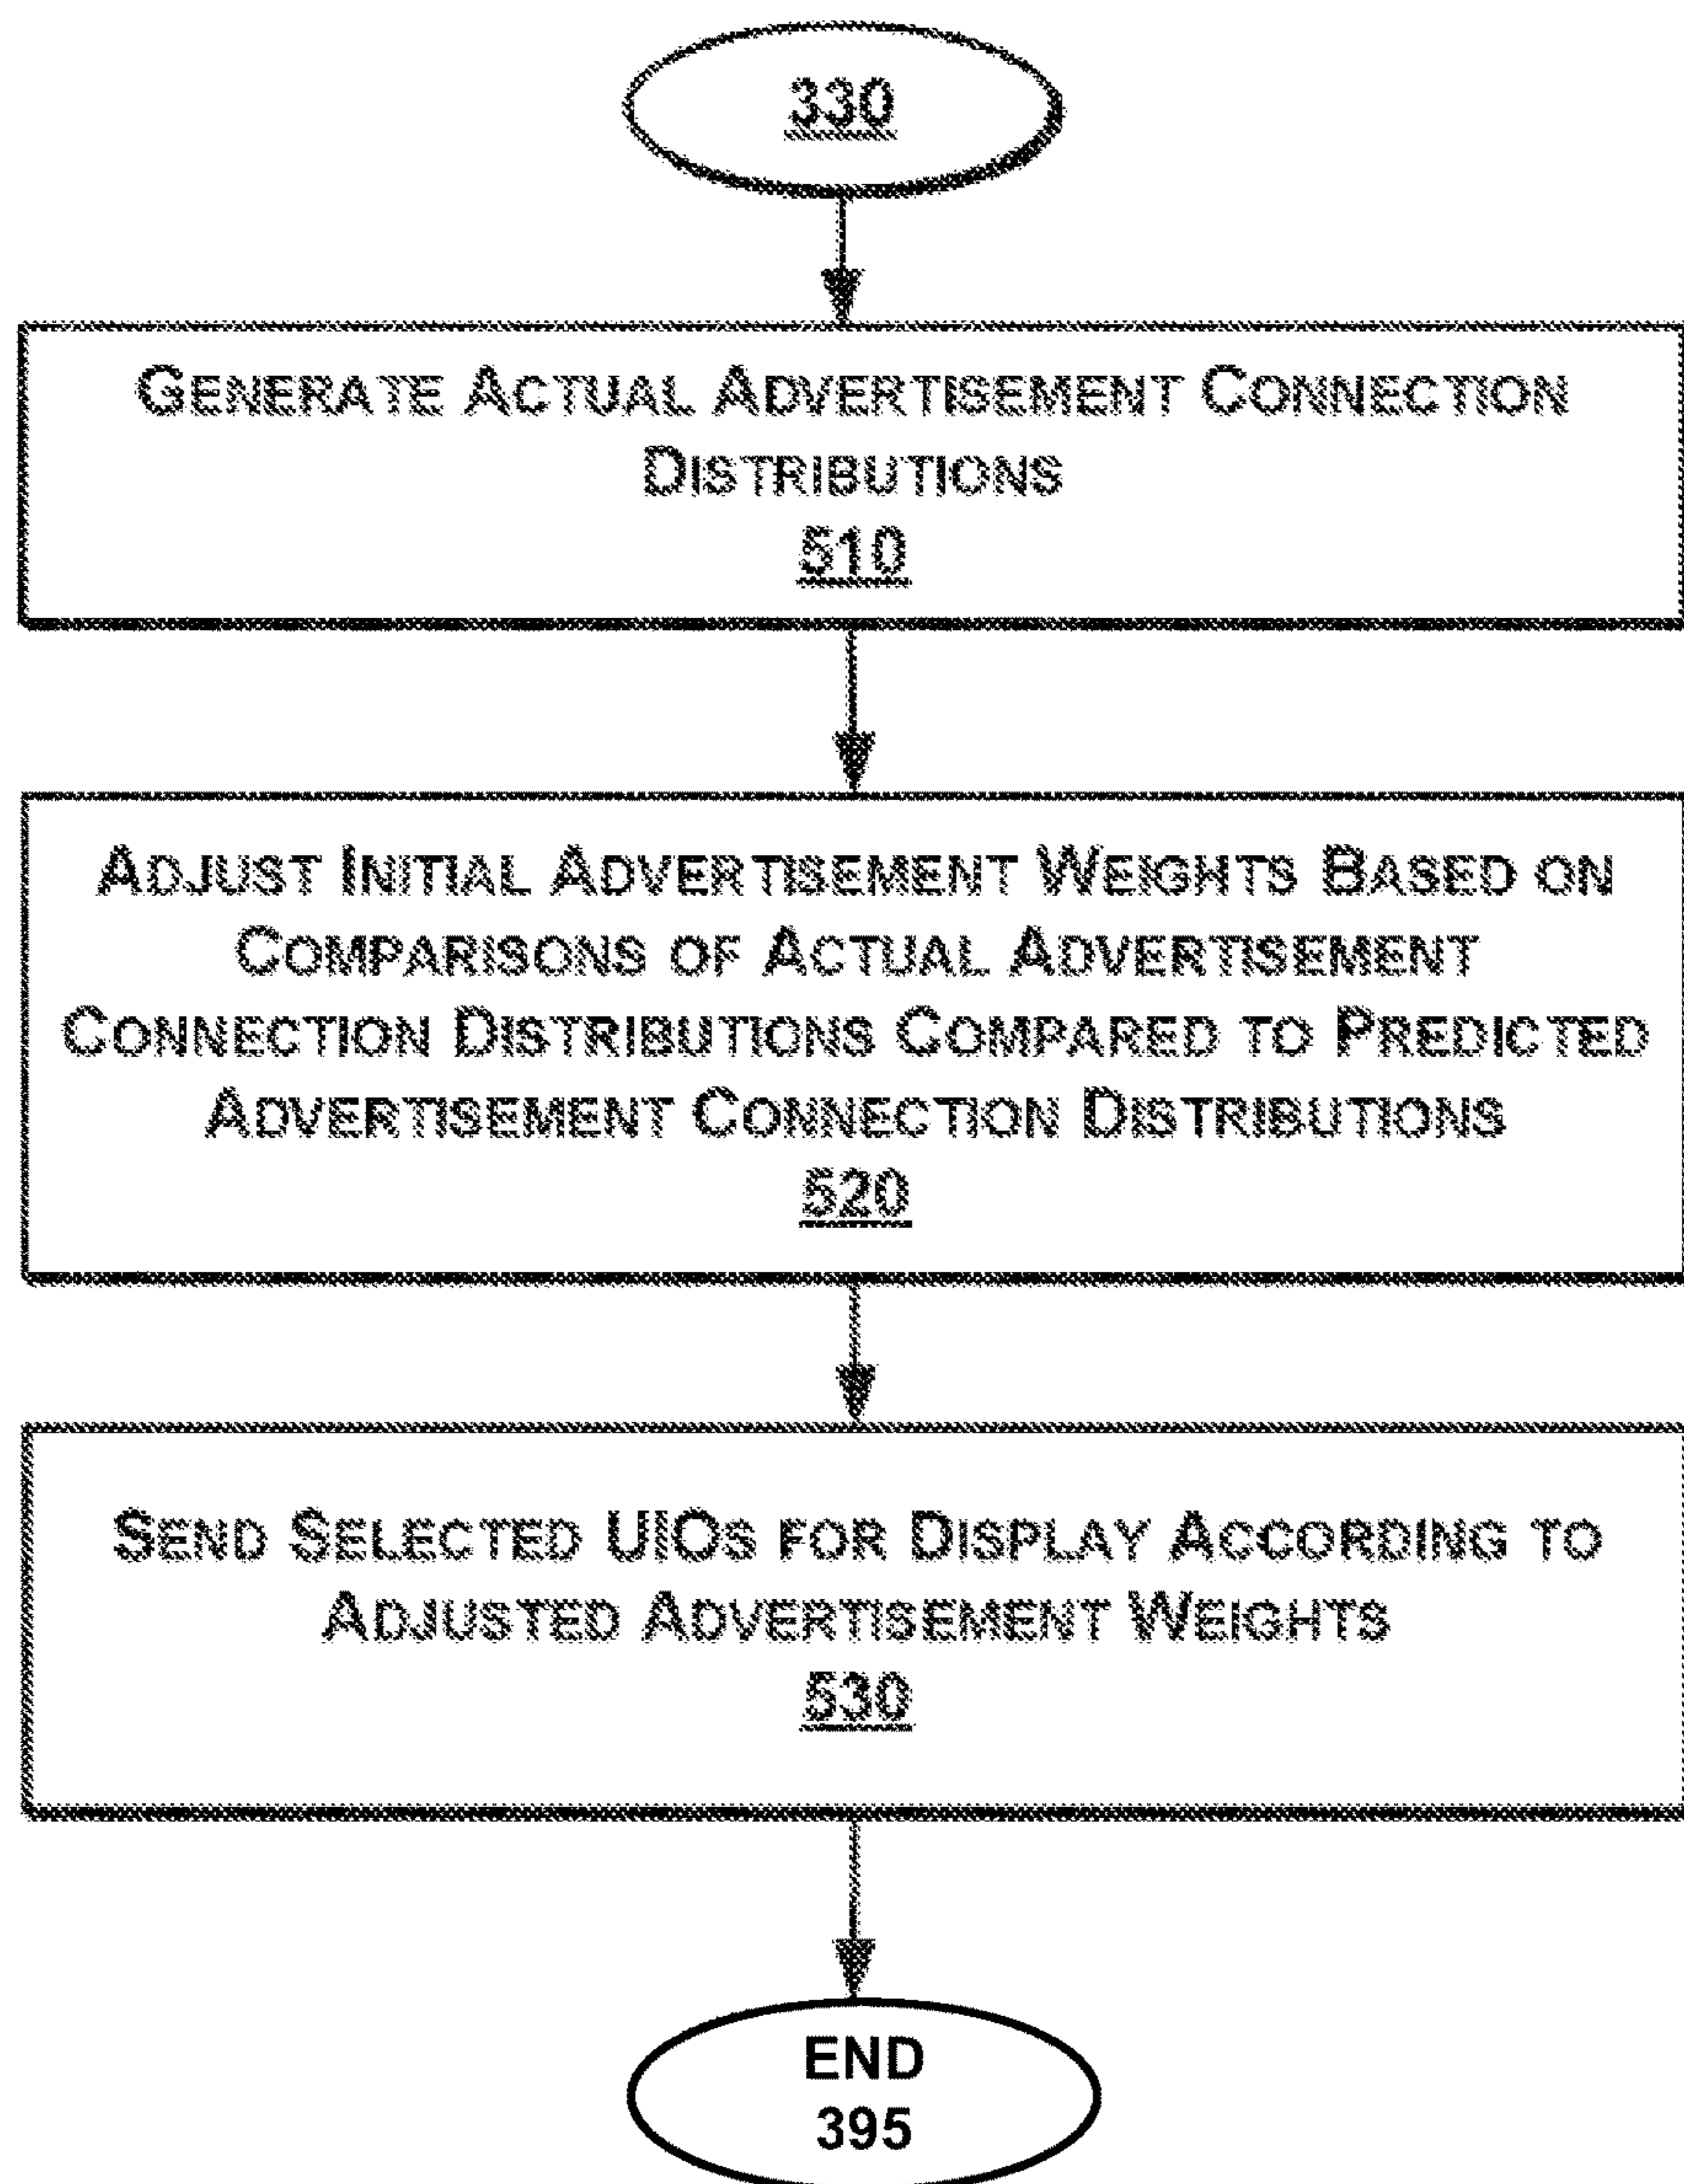 330
GENERATE ACTUAL ADVERTISEMENT CONNECTION
DISTRIBUTIONS
510
ADJUST INITIAL ADVERTISEMENT WEIGHTS BASED ON
COMPARISONS OF ACTUAL ADVERTISEMENT
CONNECTION DISTRIBUTIONS COMPARED TO PREDICTED
ADVERTISEMENT CONNECTION DISTRIBUTIONS
520
SEND SELECTED UIOS FOR DISPLAY ACCORDING TO
ADJUSTED ADVERTISEMENT WEIGHTS
530
END
395